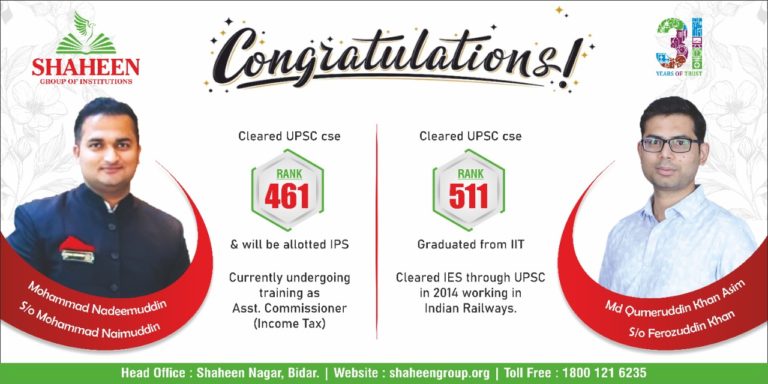 SHAHEEN
GROUP OF INSTITUTIONS
Congratulations!
31
YEARS OF TRUST
Cleared UPSC cse
RANK
461
& will be allotted IPS
Currently undergoing
training as
Asst. Commissioner
(Income Tax)
Cleared UPSC cse
RANK
511
Graduated from IIT
Cleared IES through UPSC
in 2014 working in
Indian Railways.
Mohammad Nadeemuddin
S/o Mohammad Naimuddin
Md Qumeruddin Khan Asim
S/o Ferozuddin Khan
Head Office : Shaheen Nagar, Bidar. | Website : shaheengroup.org | Toll Free : 1800 121 6235